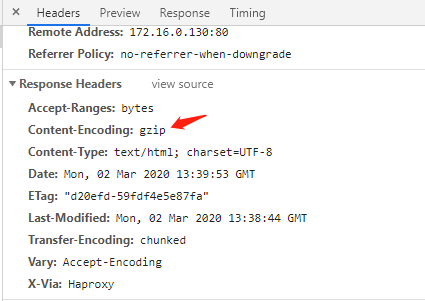 Headers Preview Response Timing
Remote Address: 172.16.0.130:80
Referrer Policy: no-referrer-when-downgrade
Response Headers view source
Accept-Ranges: bytes
Content-Encoding: gzip
Content-Type: text/html; charset=UTF-8
Date: Mon, 02 Mar 2020 13:39:53 GMT
ETag: "d20efd-59fdf4e5e87fa"
Last-Modified: Mon, 02 Mar 2020 13:38:44 GMT
Transfer-Encoding: chunked
Vary: Accept-Encoding
X-Via: Haproxy